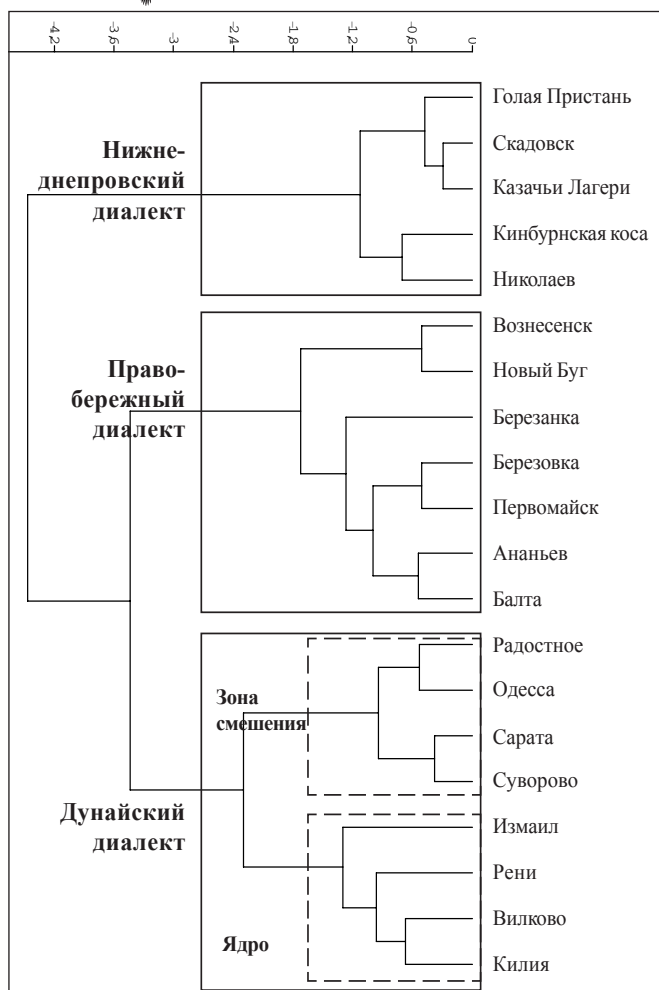 -4,2 -3,6 -3 -2,4 -1,8 -1,2 -0,6 0
Голая Пристань
Нижне-
днепровский
диалект
Скадовск
Казачьи Лагери
Кинбурнская коса
Николаев
Вознесенск
Право-
бережный
диалект
Новый Буг
Березанка
Березовка
Первомайск
Ананьев
Балта
Радостное
Зона
смешения
Одесса
Сарата
Суворово
Дунайский
диалект
Измаил
Рени
Вилково
Ядро
Килия